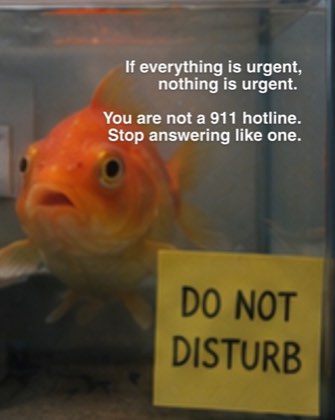 If everything is urgent,
nothing is urgent.
You are not a 911 hotline.
Stop answering like one.
DO NOT
DISTURB